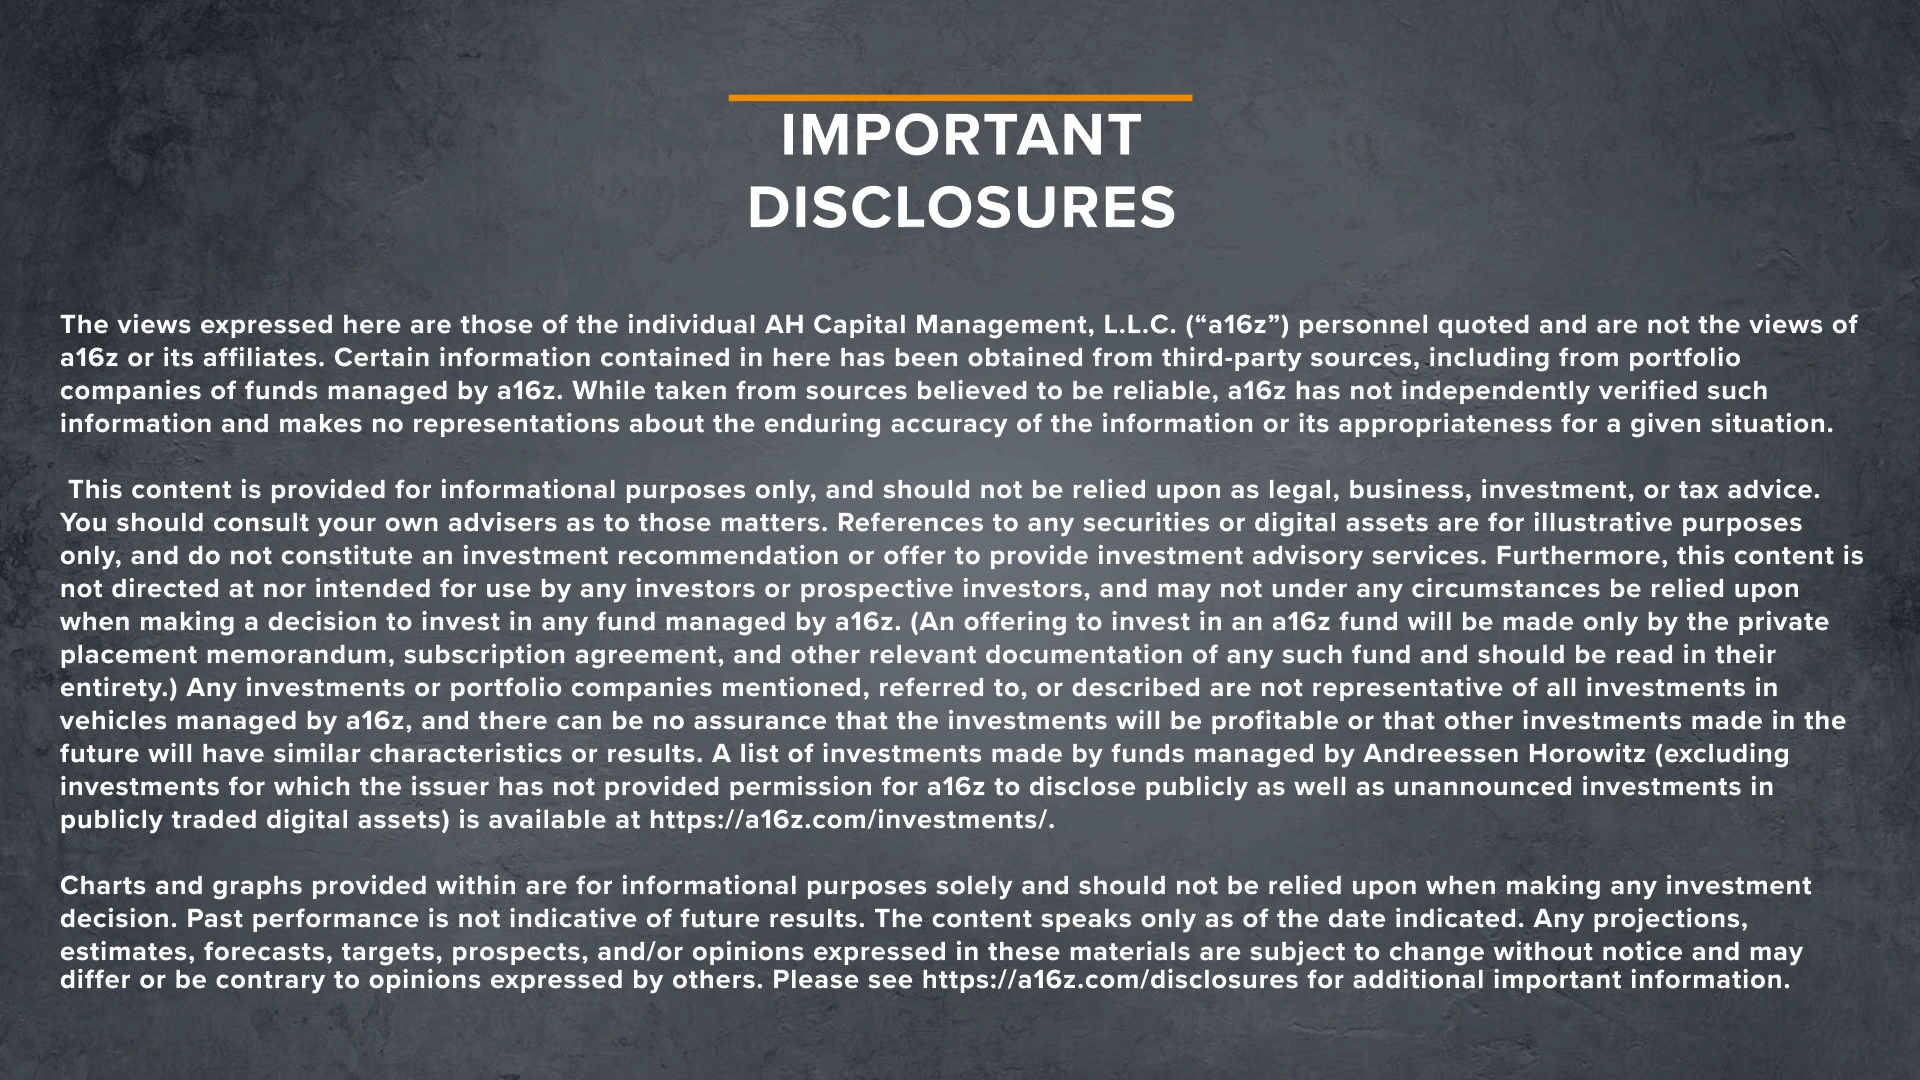 IMPORTANT
DISCLOSURES
The views expressed here are those of the individual AH Capital Management, L.L.C. (“a16z”) personnel quoted and are not the views of
a16z or its affiliates. Certain information contained in here has been obtained from third-party sources, including from portfolio
companies of funds managed by a16z. While taken from sources believed to be reliable, a16z has not independently verified such
information and makes no representations about the enduring accuracy of the information or its appropriateness for a given situation.
This content is provided for informational purposes only, and should not be relied upon as legal, business, investment, or tax advice.
You should consult your own advisers as to those matters. References to any securities or digital assets are for illustrative purposes
only, and do not constitute an investment recommendation or offer to provide investment advisory services. Furthermore, this content is
not directed at nor intended for use by any investors or prospective investors, and may not under any circumstances be relied upon
when making a decision to invest in any fund managed by a16z. (An offering to invest in an a16z fund will be made only by the private
placement memorandum, subscription agreement, and other relevant documentation of any such fund and should be read in their
entirety.) Any investments or portfolio companies mentioned, referred to, or described are not representative of all investments in
vehicles managed by a16z, and there can be no assurance that the investments will be profitable or that other investments made in the
future will have similar characteristics or results. A list of investments made by funds managed by Andreessen Horowitz (excluding
investments for which the issuer has not provided permission for a16z to disclose publicly as well as unannounced investments in
publicly traded digital assets) is available at https://a16z.com/investments/.
Charts and graphs provided within are for informational purposes solely and should not be relied upon when making any investment
decision. Past performance is not indicative of future results. The content speaks only as of the date indicated. Any projections,
estimates, forecasts, targets, prospects, and/or opinions expressed in these materials are subject to change without notice and may
differ or be contrary to opinions expressed by others. Please see https://a16z.com/disclosures for additional important information.